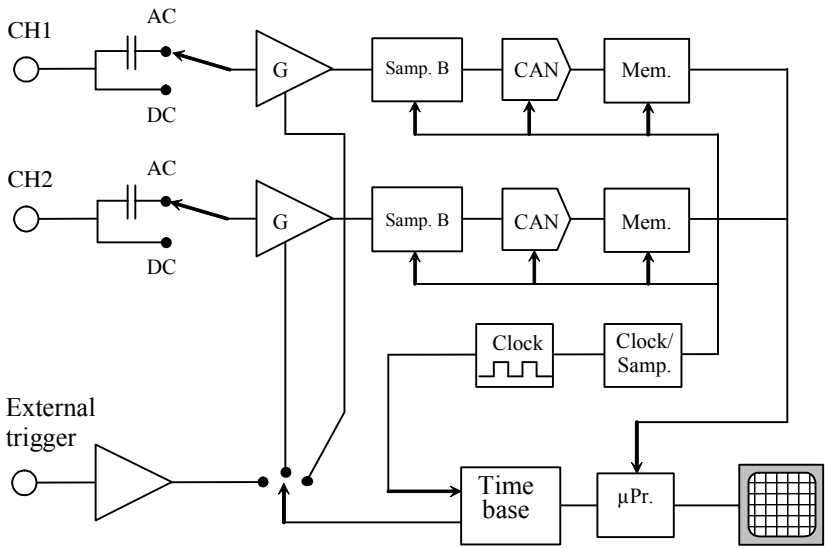 CH1
AC
DC
G
Samp. B
CAN
Mem.
CH2
AC
DC
G
Samp. B
CAN
Mem.
Clock
Clock/
Samp.
External
trigger
Time
base
µPr.